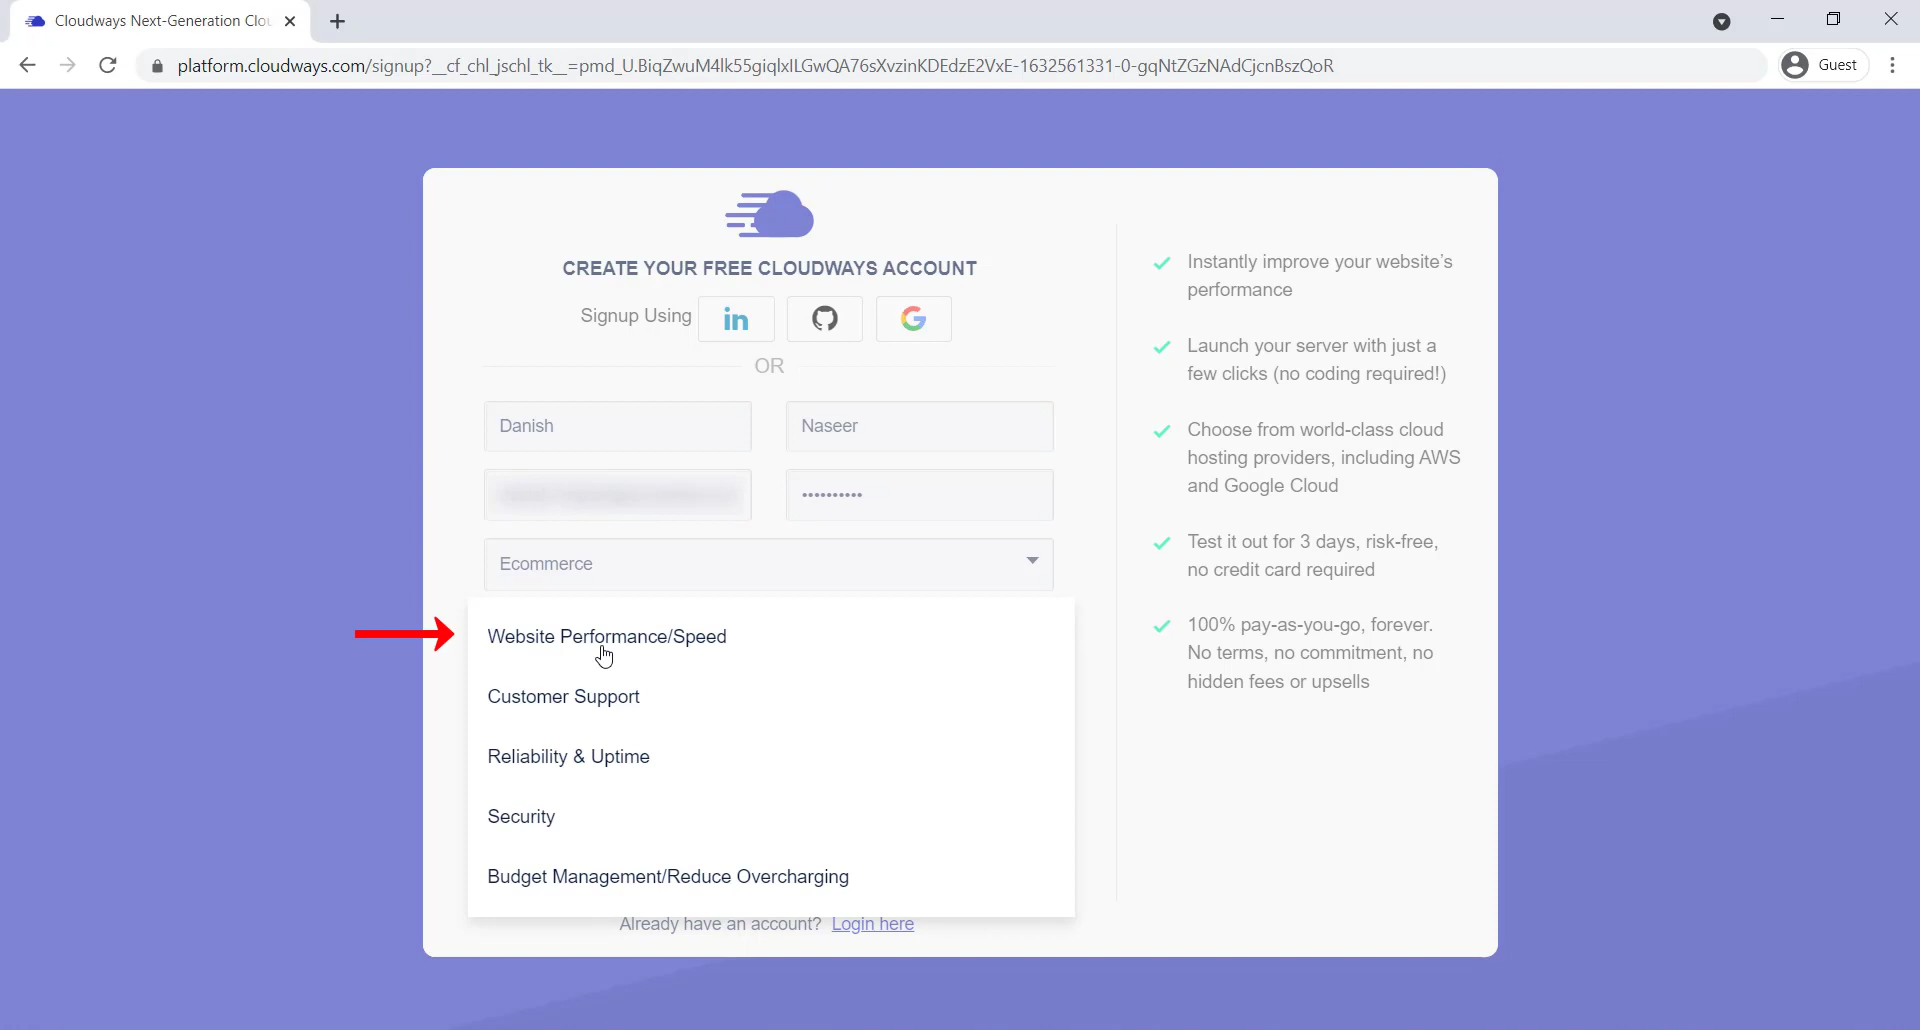 Cloudways Next-Generation Clou
platform.cloudways.com/signup?__cf_chl_jschl_tk__=pmd_U.BiqZwuM4lk55giqlxILGwQA76sXvzinKDEdzE2VxE-1632561331-0-gqNtZGzNAdCjcnBszQoR
Guest
CREATE YOUR FREE CLOUDWAYS ACCOUNT
Signup Using
in
G
OR
Danish
Naseer
••••••••••
Ecommerce
Website Performance/Speed
Customer Support
Reliability & Uptime
Security
Budget Management/Reduce Overcharging
Already have an account? Login here
Instantly improve your website's
performance
Launch your server with just a
few clicks (no coding required!)
Choose from world-class cloud
hosting providers, including AWS
and Google Cloud
Test it out for 3 days, risk-free,
no credit card required
100% pay-as-you-go, forever.
No terms, no commitment, no
hidden fees or upsells